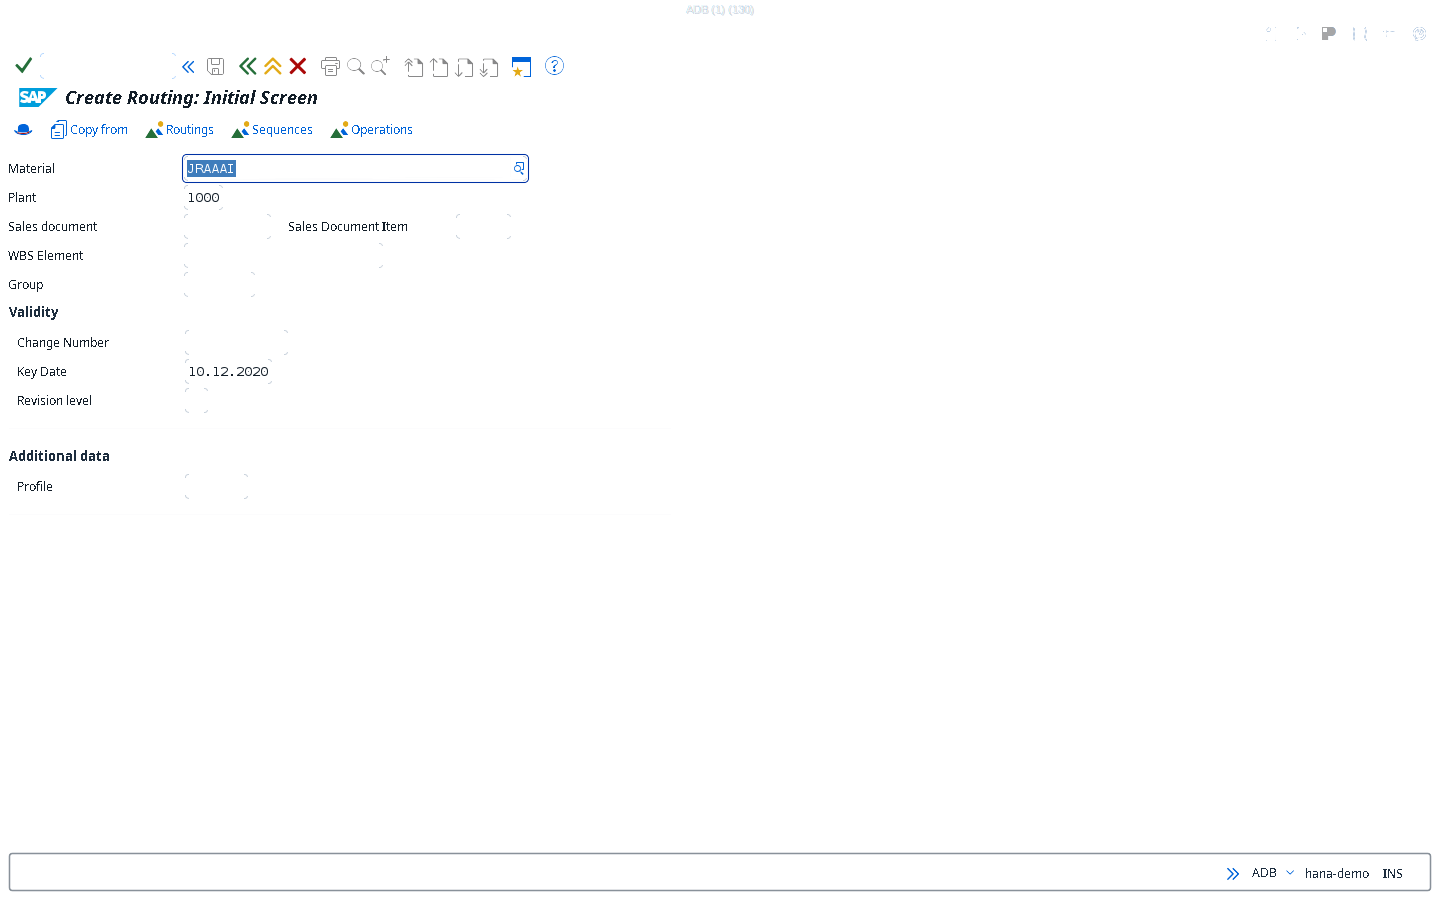 ADB (1) (130)
SAP Create Routing: Initial Screen
Copy from Routings Sequences Operations
Material JRAAAI
Plant 1000
Sales document Sales Document Item
WBS Element
Group
Validity
Change Number
Key Date 10.12.2020
Revision level
Additional data
Profile
ADB hana-demo INS